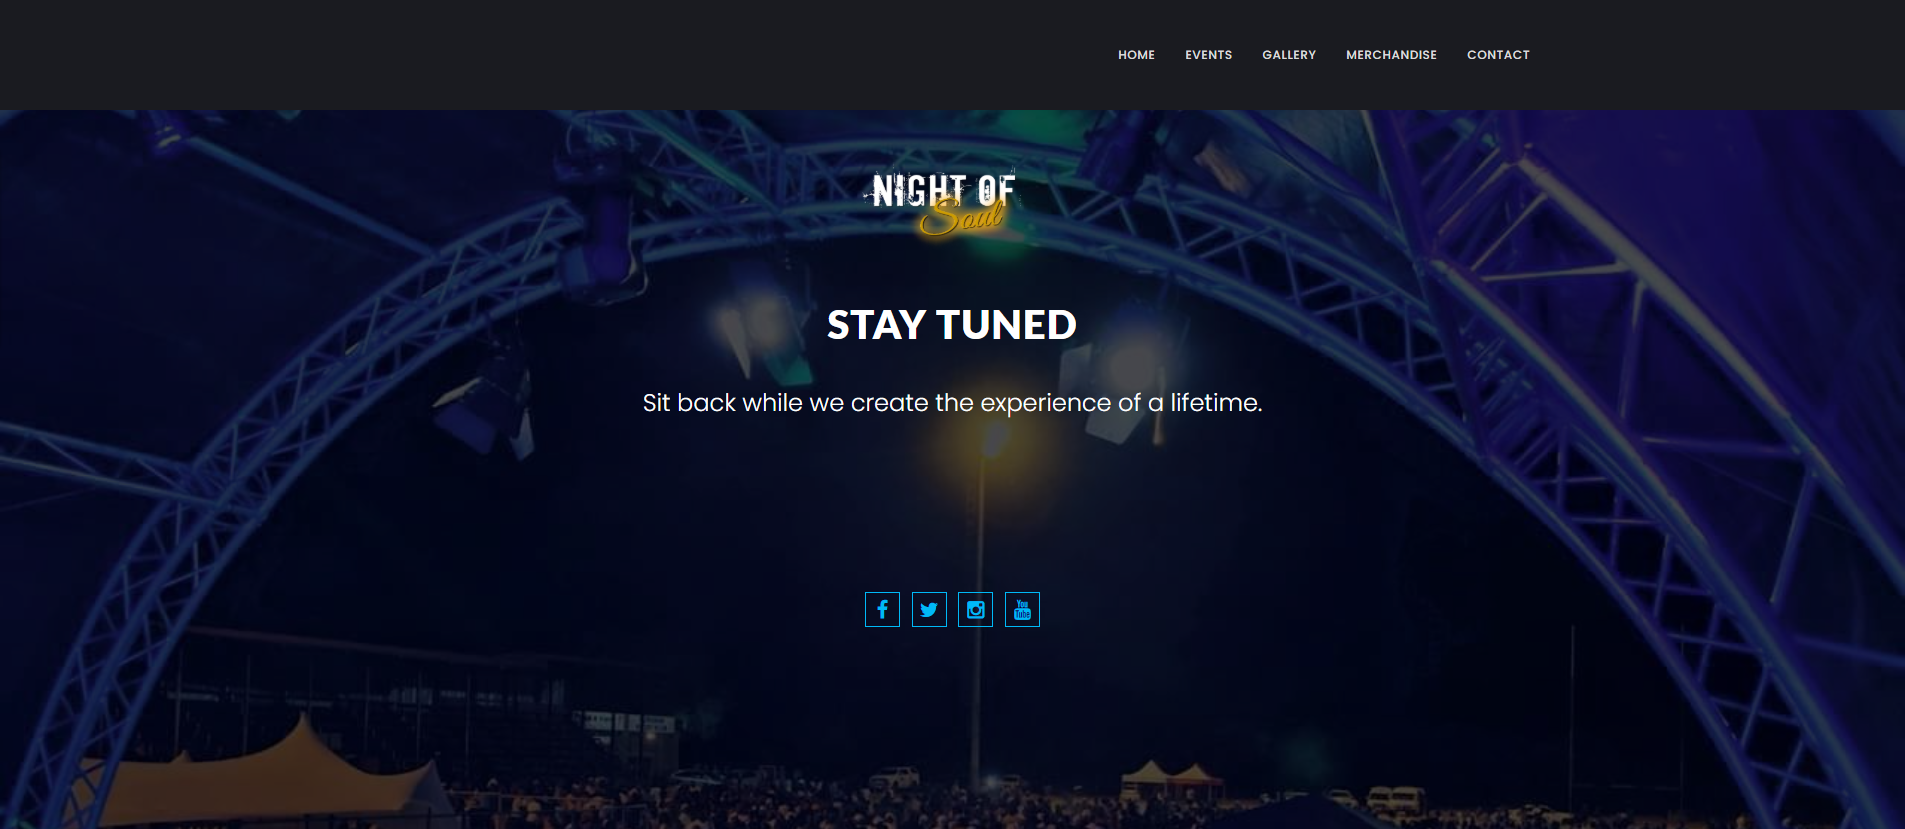 HOME EVENTS GALLERY MERCHANDISE CONTACT
NIGHT OF
Soul
STAY TUNED
Sit back while we create the experience of a lifetime.
You
Tube